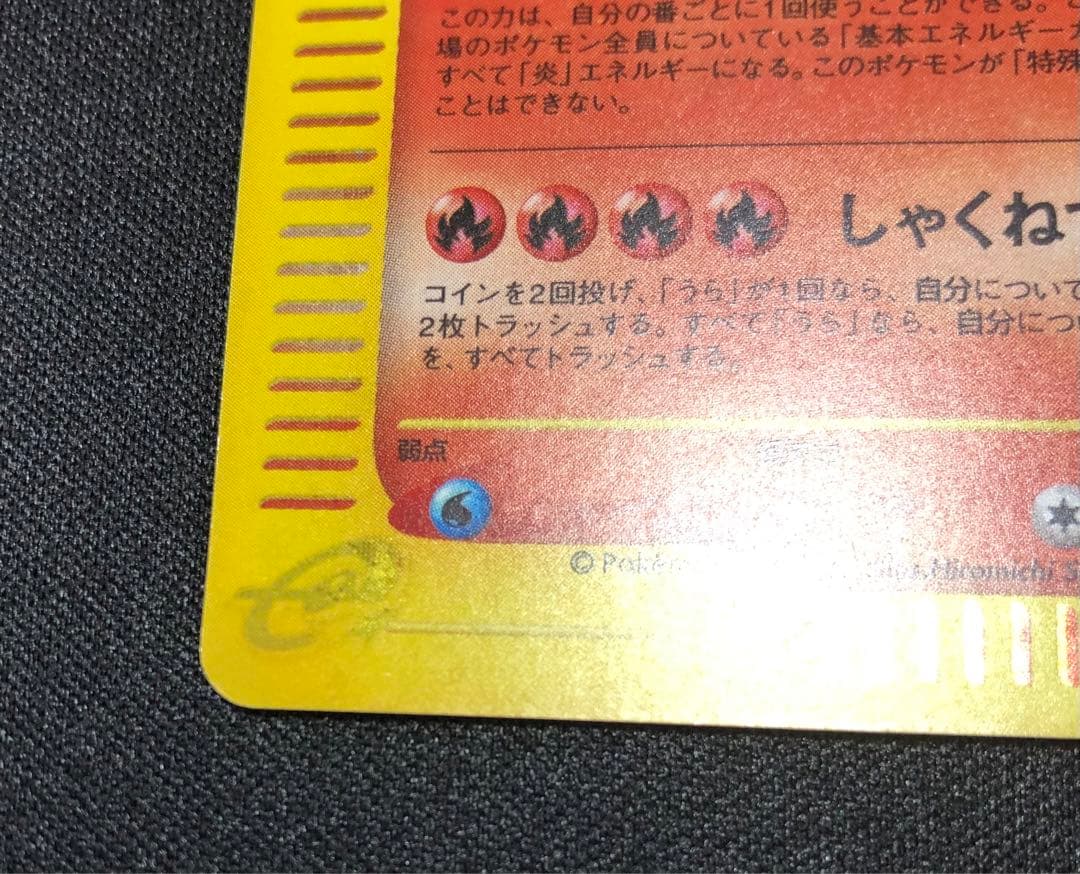 この力は、自分の番ごとに1回使うことができる。
場のポケモン全員についている「基本エネルギー
すべて「炎」エネルギーになる。このポケモンが「特殊
ことはできない。
しゃくね
コインを2回投げ、「うら」が1回なら、自分について
2枚トラッシュする。すべて「うら」なら、自分につ
を、すべてトラッシュする。
弱点
© Pokém
Illus.Hiromichi S
e